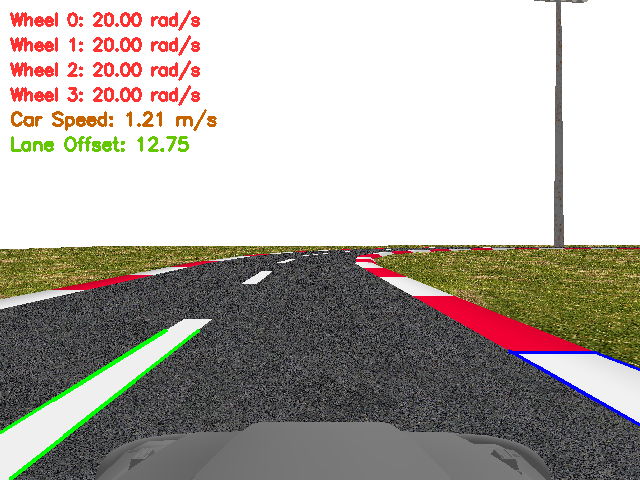 Wheel 0: 20.00 rad/s
Wheel 1: 20.00 rad/s
Wheel 2: 20.00 rad/s
Wheel 3: 20.00 rad/s
Car Speed: 1.21 m/s
Lane Offset: 12.75